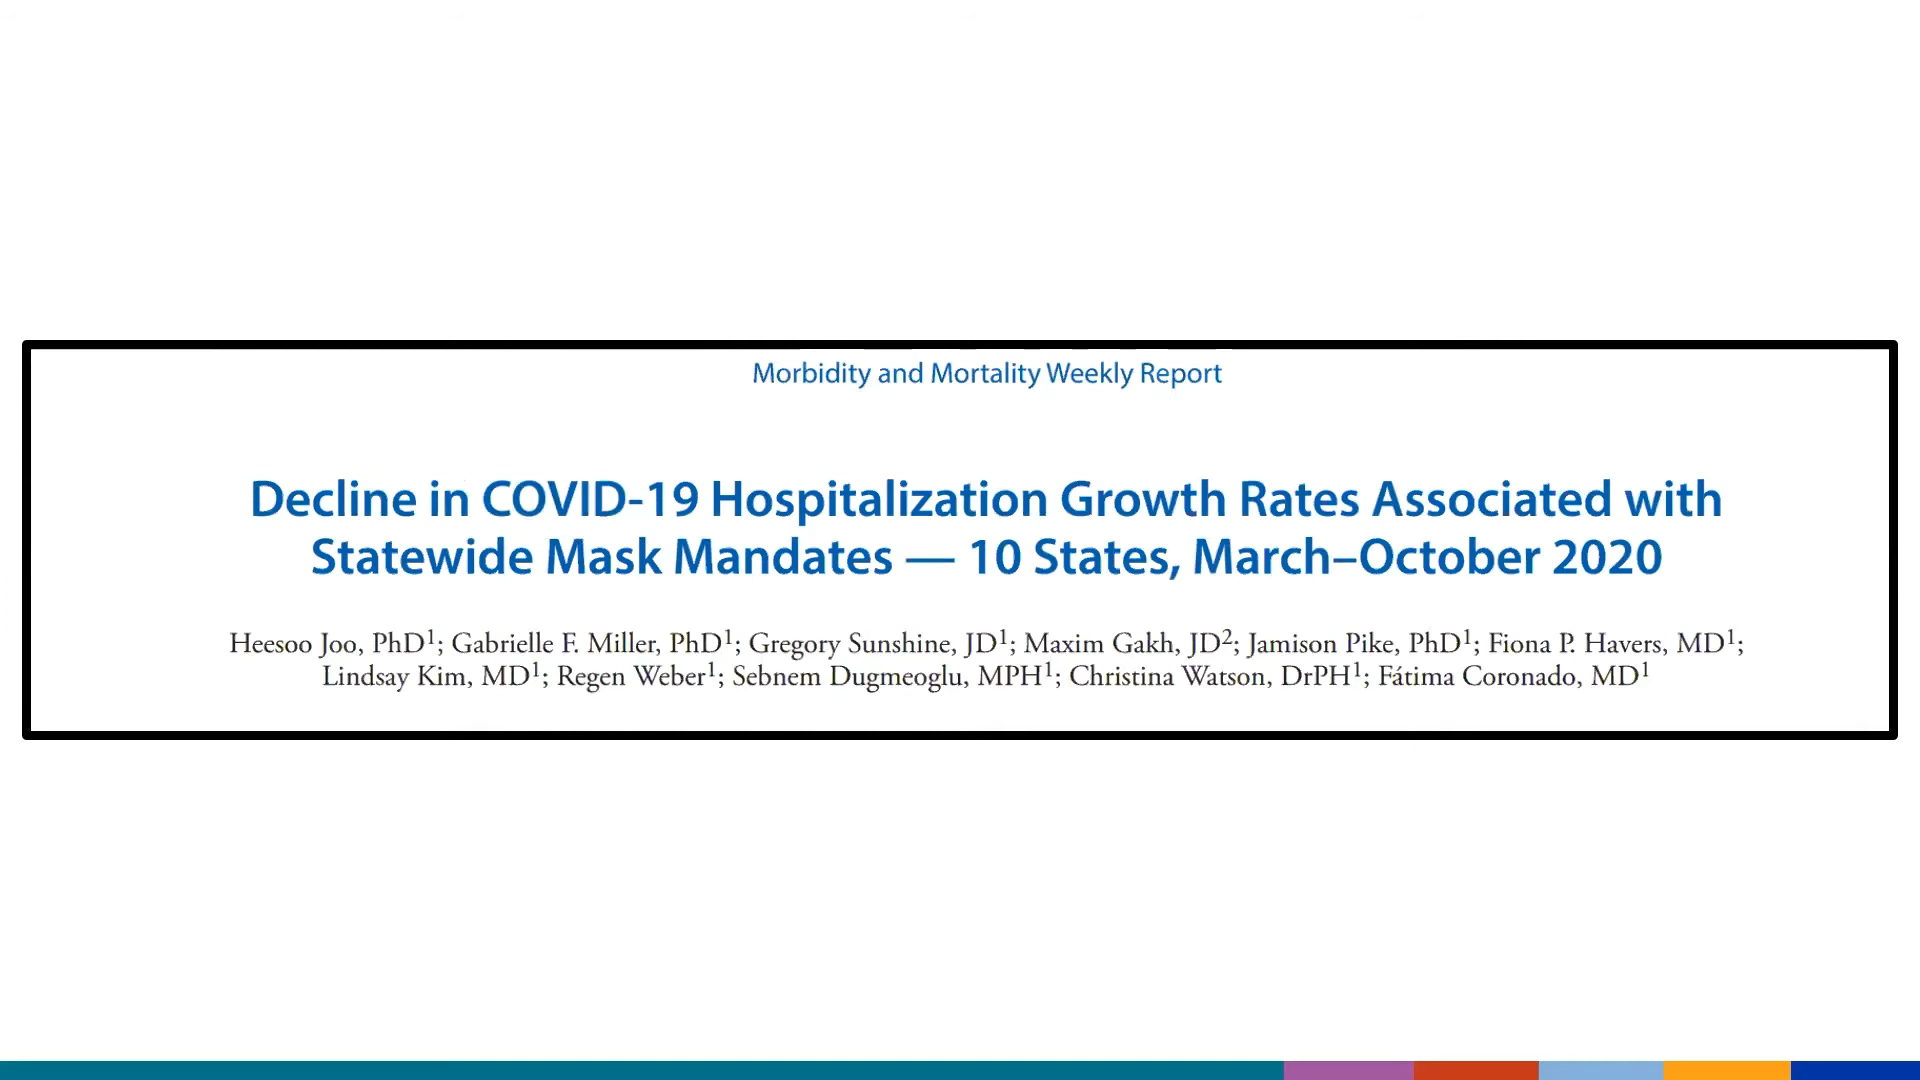 Morbidity and Mortality Weekly Report
Decline in COVID-19 Hospitalization Growth Rates Associated with
Statewide Mask Mandates — 10 States, March–October 2020
Heesoo Joo, PhD1; Gabrielle F. Miller, PhD1; Gregory Sunshine, JD1; Maxim Gakh, JD2; Jamison Pike, PhD1; Fiona P. Havers, MD1;
Lindsay Kim, MD1; Regen Weber1; Sebnem Dugmeoglu, MPH1; Christina Watson, DrPH1; Fátima Coronado, MD1